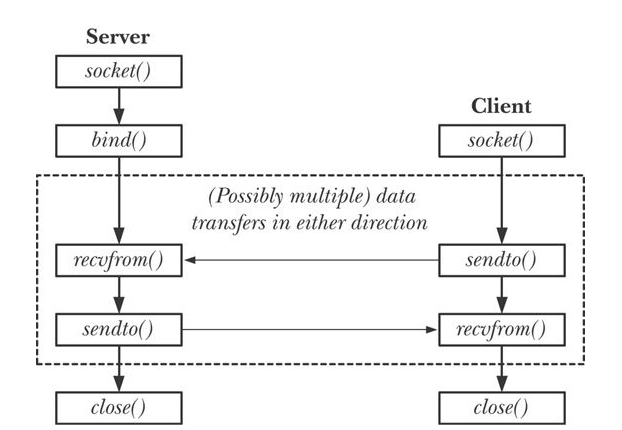 Server
socket()
bind()
Client
socket()
(Possibly multiple) data
transfers in either direction
recvfrom()
sendto()
sendto()
recvfrom()
close()
close()